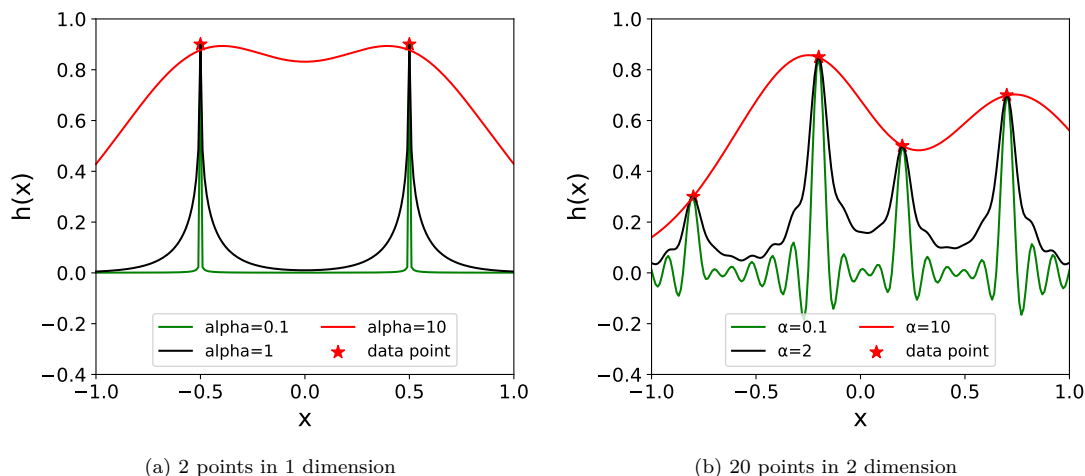 1.0
0.8
0.6
0.4
0.2
0.0
−0.2
−0.4
h(x)
−1.0 −0.5 0.0 0.5 1.0
x
alpha=0.1 alpha=10
alpha=1 data point
(a) 2 points in 1 dimension
1.0
0.8
0.6
0.4
0.2
0.0
−0.2
−0.4
h(x)
−1.0 −0.5 0.0 0.5 1.0
x
α=0.1 α=10
α=2 data point
(b) 20 points in 2 dimension